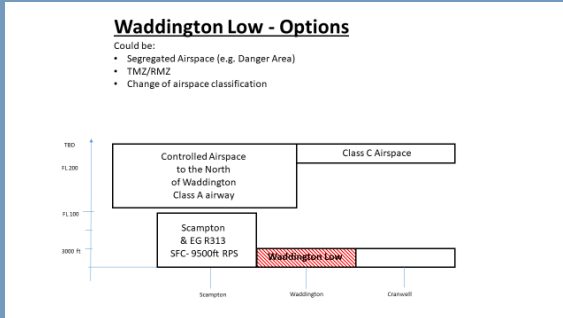 Waddington Low - Options
Could be:
• Segregated Airspace (e.g. Danger Area)
• TMZ/RMZ
• Change of airspace classification
TBD
FL 200
FL 100
3000 ft
Controlled Airspace
to the North
of Waddington
Class A airway
Class C Airspace
Scampton
& EG R313
SFC- 9500ft RPS
Waddington Low
Scampton
Waddington
Cranwell